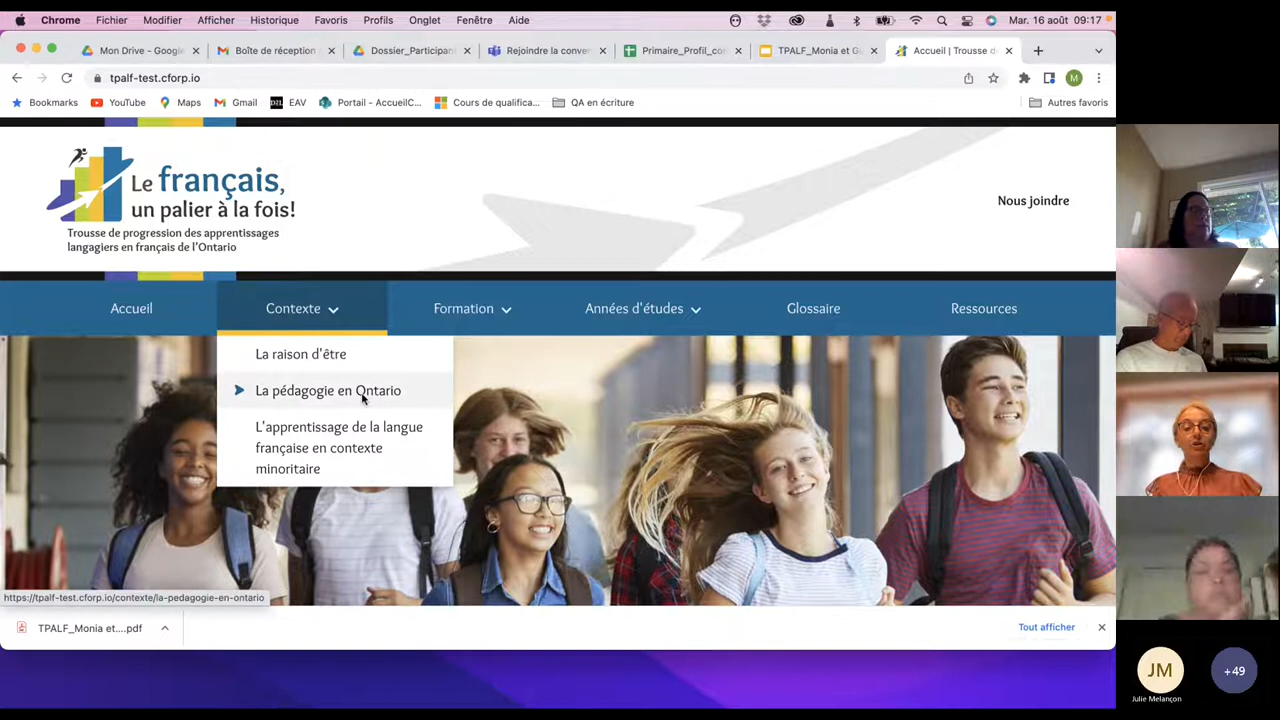 Chrome Fichier Modifier Afficher Historique Favoris Profils Onglet Fenêtre Aide Mar. 16 août 09:17
Mon Drive - Google Boîte de réception Dossier_Participan Rejoindre la conver Primaire_Profil_co TPALF_Monia et G Accueil | Trousse d
tpalf-test.cforp.io M
Bookmarks YouTube Maps Gmail D2L EAV Portail - AccueilC... Cours de qualifica... QA en écriture Autres favoris
Le français,
un palier à la fois!
Trousse de progression des apprentissages
langagiers en français de l'Ontario
Nous joindre
Accueil Contexte Formation Années d'études Glossaire Ressources
La raison d'être
La pédagogie en Ontario
L'apprentissage de la langue
française en contexte
minoritaire
https://tpalf-test.cforp.io/contexte/la-pedagogie-en-ontario
TPALF_Monia et....pdf Tout afficher
JM
+49
Julie Melançon